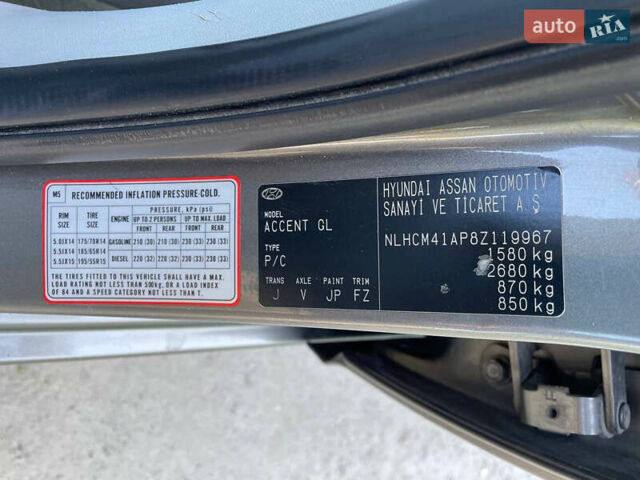 auto RIA
.com
M5 RECOMMENDED INFLATION PRESSURE-COLD.
RIM SIZE TIRE SIZE ENGINE PRESSURE, kPa (psi)
UP TO 2 PERSONS UP TO MAX. LOAD
FRONT REAR FRONT REAR
5.0JX14 175/70R14 GASOLINE 210 (30) 210 (30) 230 (33) 230 (33)
5.5JX14 185/65R14
5.5JX15 195/55R15 DIESEL 220 (32) 220 (32) 230 (33) 230 (33)
THE TIRES FITTED TO THIS VEHICLE SHALL HAVE A MAX.
LOAD RATING NOT LESS THAN 500kg, OR A LOAD INDEX
OF 84 AND A SPEED CATEGORY NOT LESS THAN T.
MODEL
ACCENT GL
TYPE
P/C
TRANS AXLE PAINT TRIM
J V JP FZ
HYUNDAI ASSAN OTOMOTİV
SANAYİ VE TİCARET A.Ş
NLHCM41AP8Z119967
1580 kg
2680 kg
870 kg
850 kg